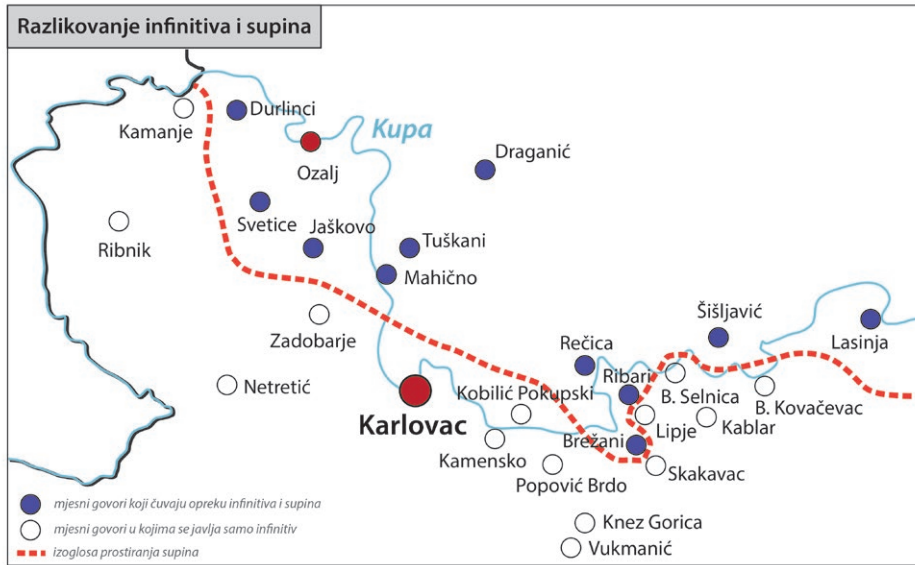 Razlikovanje infinitiva i supina
Durlinci
Kamanje
Kupa
Ozalj
Draganić
Svetice
Jaškovo
Tuškani
Ribnik
Mahično
Šišljavić
Zadobarje
Lasinja
Rečica
Ribari
Netretić
Kobilić Pokupski
B. Selnica
B. Kovačevac
Karlovac
Lipje
Kablar
Brežani
Kamensko
Skakavac
Popović Brdo
mjesni govori koji čuvaju opreku infinitiva i supina
mjesni govori u kojima se javlja samo infinitiv
Knez Gorica
izoglosa prostiranja supina
Vukmanić